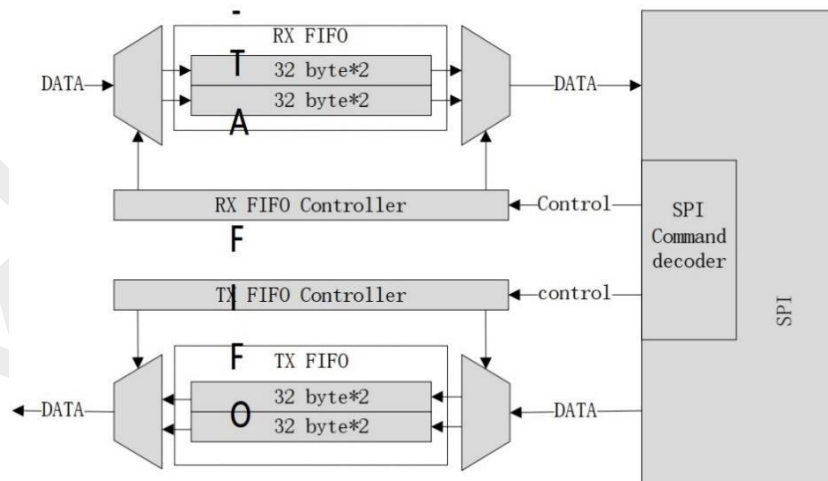 -
T
A
F
I
F
O
RX FIFO
32 byte*2
32 byte*2
DATA
DATA
RX FIFO Controller
Control
SPI
Command
decoder
TX FIFO Controller
control
SPI
TX FIFO
32 byte*2
32 byte*2
DATA
DATA